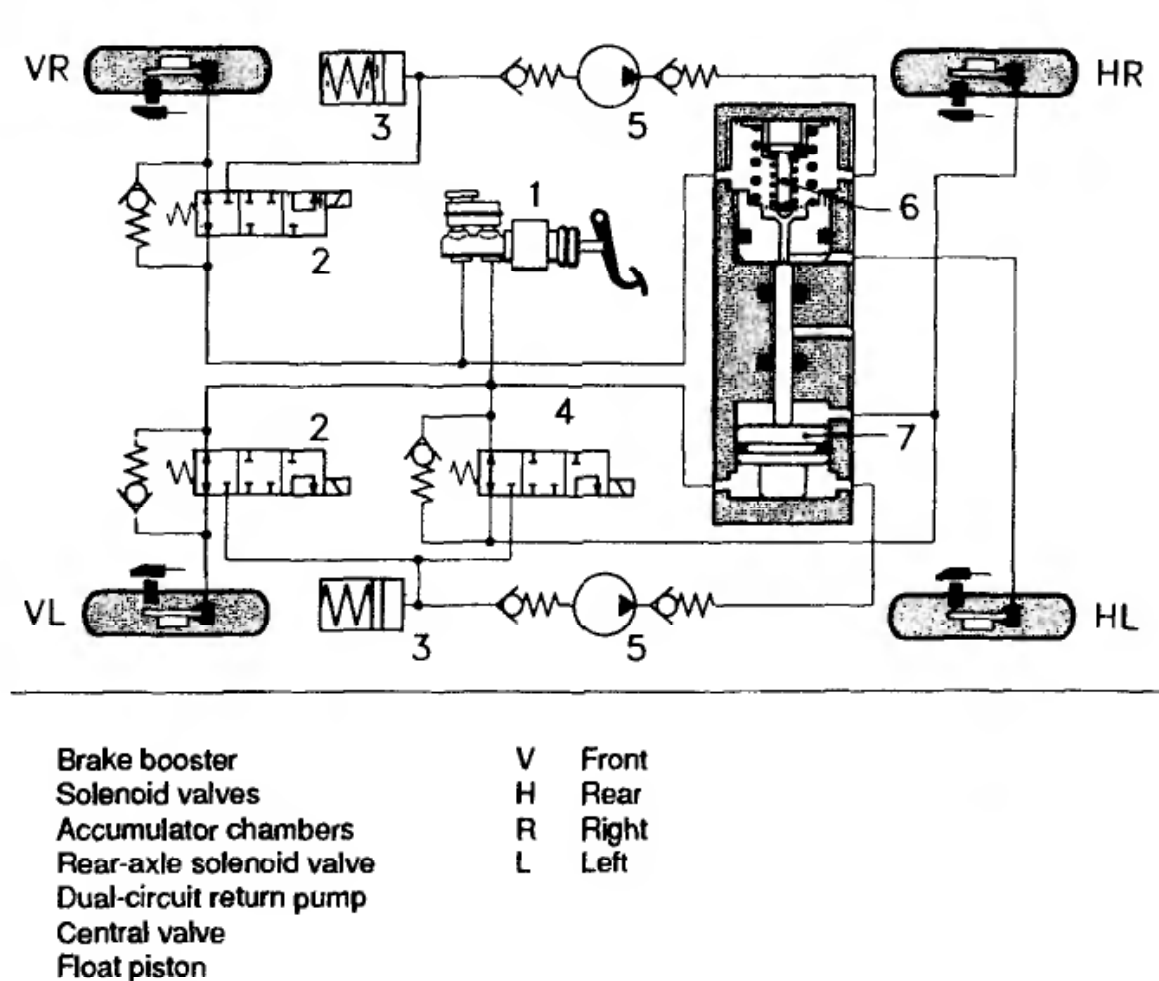 VR
3
5
HR
1
6
2
2
4
7
VL
3
5
HL
Brake booster
Solenoid valves
Accumulator chambers
Rear-axle solenoid valve
Dual-circuit return pump
Central valve
Float piston
V Front
H Rear
R Right
L Left